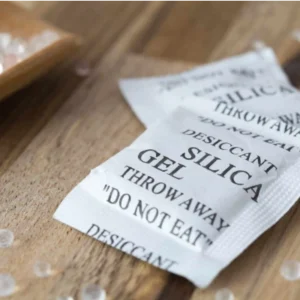 SILICA
THROW AWAY
"DO NOT EAT"
DESICCANT
SILICA
GEL
THROW AWAY
"DO NOT EAT"
DESICCANT